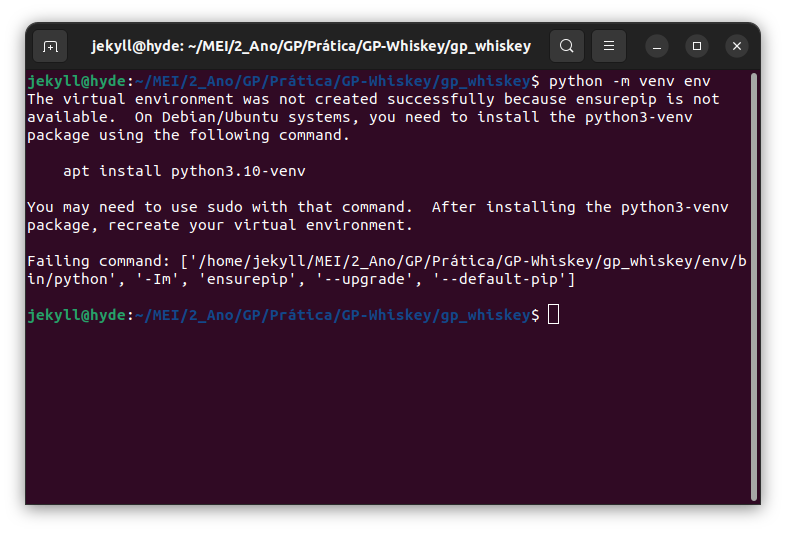 jekyll@hyde: ~/MEI/2_Ano/GP/Prática/GP-Whiskey/gp_whiskey
jekyll@hyde:~/MEI/2_Ano/GP/Prática/GP-Whiskey/gp_whiskey$ python -m venv env
The virtual environment was not created successfully because ensurepip is not
available.  On Debian/Ubuntu systems, you need to install the python3-venv
package using the following command.

    apt install python3.10-venv

You may need to use sudo with that command.  After installing the python3-venv
package, recreate your virtual environment.

Failing command: ['/home/jekyll/MEI/2_Ano/GP/Prática/GP-Whiskey/gp_whiskey/env/b
in/python', '-Im', 'ensurepip', '--upgrade', '--default-pip']

jekyll@hyde:~/MEI/2_Ano/GP/Prática/GP-Whiskey/gp_whiskey$